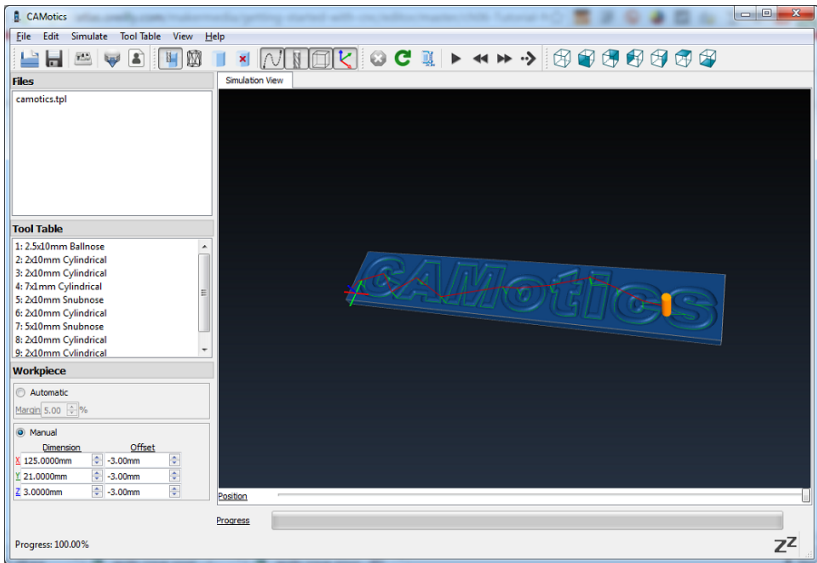 CAMotics
File Edit Simulate Tool Table View Help
Files
camotics.tpl
Tool Table
1: 2.5x10mm Ballnose
2: 2x10mm Cylindrical
3: 2x10mm Cylindrical
4: 7x1mm Cylindrical
5: 2x10mm Snubnose
6: 2x10mm Cylindrical
7: 5x10mm Snubnose
8: 2x10mm Cylindrical
9: 2x10mm Cylindrical
Workpiece
Automatic
Margin 5.00 %
Manual
Dimension Offset
X 125.0000mm -3.00mm
Y 21.0000mm -3.00mm
Z 3.0000mm -3.00mm
Simulation View
CAMotics
Position
Progress
Progress: 100.00%
zZ